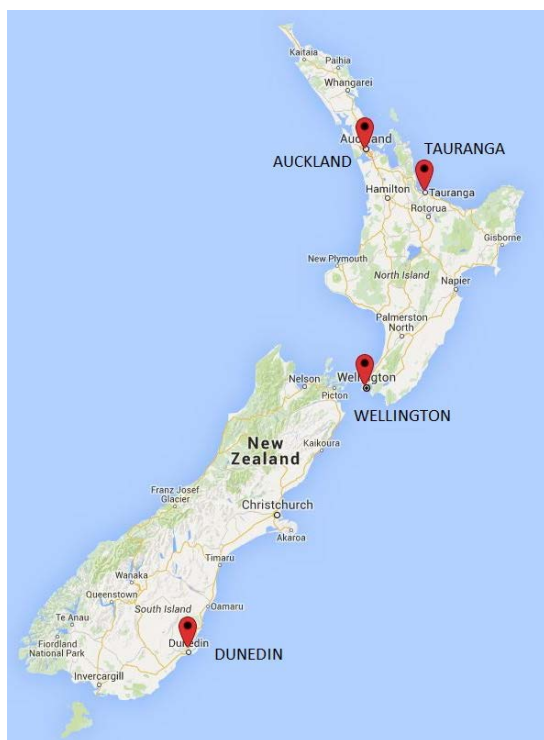 Kaitaia
Paihia
Whangarei
Auckland
AUCKLAND
TAURANGA
Tauranga
Hamilton
Rotorua
Gisborne
New Plymouth
North Island
Napier
Palmerston
North
Wellington
WELLINGTON
Nelson
Picton
New
Zealand
Kaikoura
Franz Josef
Glacier
Christchurch
Akaroa
Timaru
Wanaka
Queenstown
Oamaru
South Island
Te Anau
Fiordland
National Park
Dunedin
DUNEDIN
Invercargill